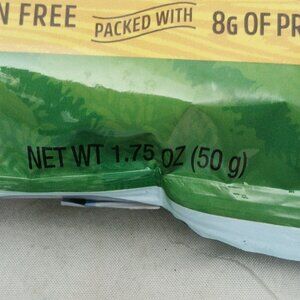 N FREE PACKED WITH 8G OF PR
NET WT 1.75 OZ (50 g)